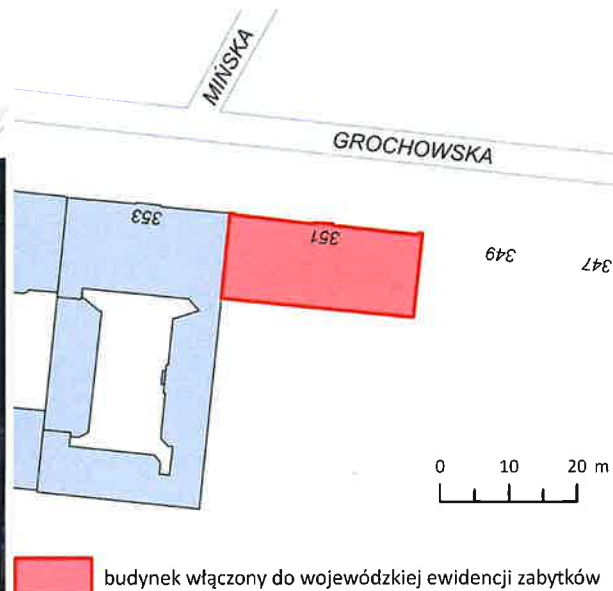 MIŃSKA
GROCHOWSKA
353
351
349
347
0 10 20 m
budynek włączony do wojewódzkiej ewidencji zabytków